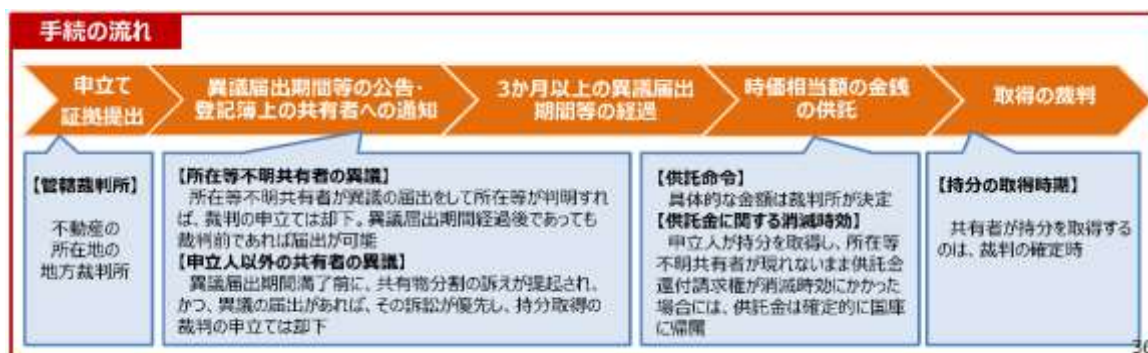 手続の流れ
申立て
証拠提出
異議届出期間等の公告・
登記簿上の共有者への通知
3か月以上の異議届出
期間等の経過
時価相当額の金銭
の供託
取得の裁判
【管轄裁判所】
不動産の
所在地の
地方裁判所
【所在等不明共有者の異議】
所在等不明共有者が異議の届出をして所在等が判明すれ
ば、裁判の申立ては却下。異議届出期間経過後であっても
裁判前であれば届出が可能
【申立人以外の共有者の異議】
異議届出期間満了前に、共有物分割の訴えが提起され、
かつ、異議の届出があれば、その訴訟が優先し、持分取得の
裁判の申立ては却下
【供託命令】
具体的な金額は裁判所が決定
【供託金に関する消滅時効】
申立人が持分を取得し、所在等
不明共有者が現れないまま供託金
還付請求権が消滅時効にかかった
場合には、供託金は確定的に国庫
に帰属
【持分の取得時期】
共有者が持分を取得する
のは、裁判の確定時